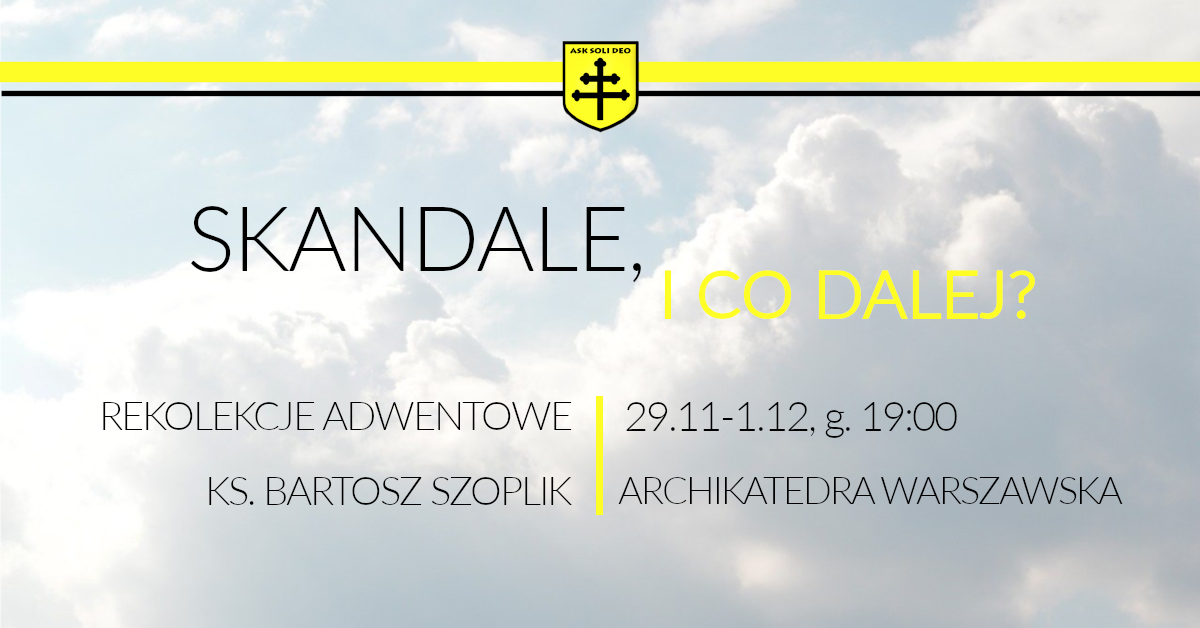 ASK SOLI DEO
SKANDALE,
I CO DALEJ?
REKOLEKCJE ADWENTOWE
29.11-1.12, g. 19:00
KS. BARTOSZ SZOPLIK
ARCHIKATEDRA WARSZAWSKA